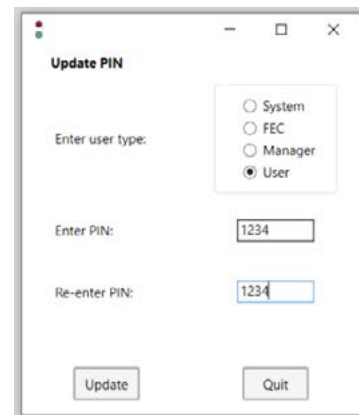 Update PIN
Enter user type:
System
FEC
Manager
User
Enter PIN: 1234
Re-enter PIN: 1234
Update Quit